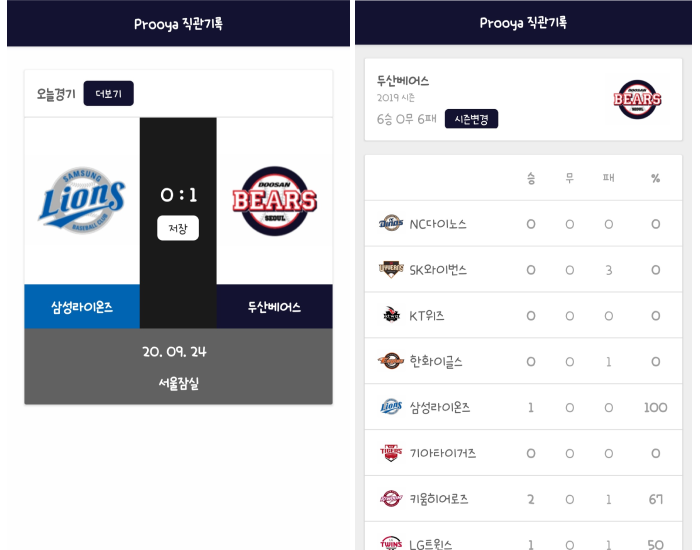 Prooya 직관기록
오늘경기 더보기
SAMSUNG
Lions
BASEBALL CLUB
0 : 1
저장
DOOSAN
BEARS
SEOUL
삼성라이온즈
두산베어스
20. 09. 24
서울잠실
Prooya 직관기록
두산베어스
2019 시즌
6승 0무 6패 시즌변경
DOOSAN
BEARS
SEOUL
승 무 패 %
NC다이노스 0 0 0 0
SK와이번스 0 0 3 0
KT위즈 0 0 0 0
한화이글스 0 0 1 0
삼성라이온즈 1 0 0 100
기아타이거즈 0 0 0 0
키움히어로즈 2 0 1 67
LG트윈스 1 0 1 50